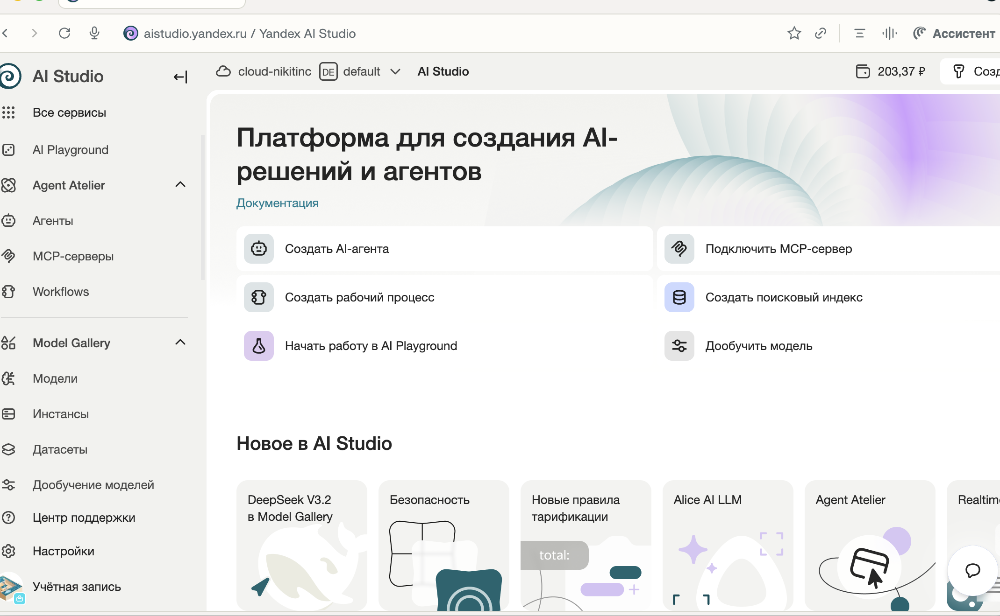 aistudio.yandex.ru / Yandex AI Studio
Ассистент
AI Studio
cloud-nikitinc DE default
AI Studio
203,37 ₽
Все сервисы
AI Playground
Agent Atelier
Агенты
MCP-серверы
Workflows
Model Gallery
Модели
Инстансы
Датасеты
Дообучение моделей
Центр поддержки
Настройки
Учётная запись
Платформа для создания AI-
решений и агентов
Документация
Создать AI-агента
Подключить MCP-сервер
Создать рабочий процесс
Создать поисковый индекс
Начать работу в AI Playground
Дообучить модель
Новое в AI Studio
DeepSeek V3.2
в Model Gallery
Безопасность
Новые правила
тарификации
total:
Alice AI LLM
Agent Atelier